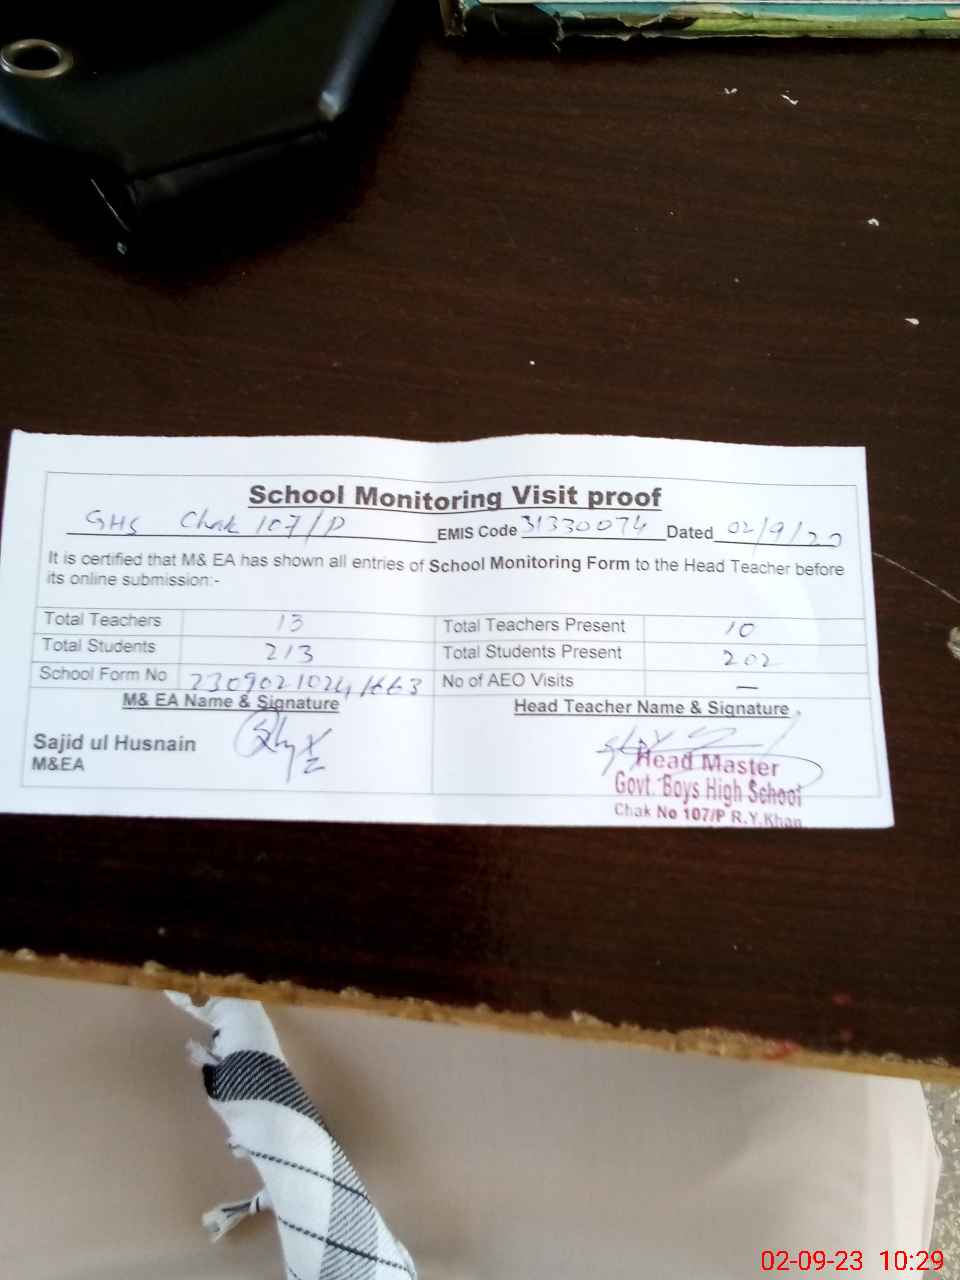 School Monitoring Visit proof
GHS Chak 107/P EMIS Code 31330074 Dated 02/9/20
It is certified that M& EA has shown all entries of School Monitoring Form to the Head Teacher before
its online submission:-
Total Teachers 13 Total Teachers Present 10
Total Students 213 Total Students Present 202
School Form No No of AEO Visits —
M& EA Name & Signature Head Teacher Name & Signature
Sajid ul Husnain
M&EA
Head Master
Govt. Boys High School
Chak No 107/P R.Y.Khan
02-09-23 10:29